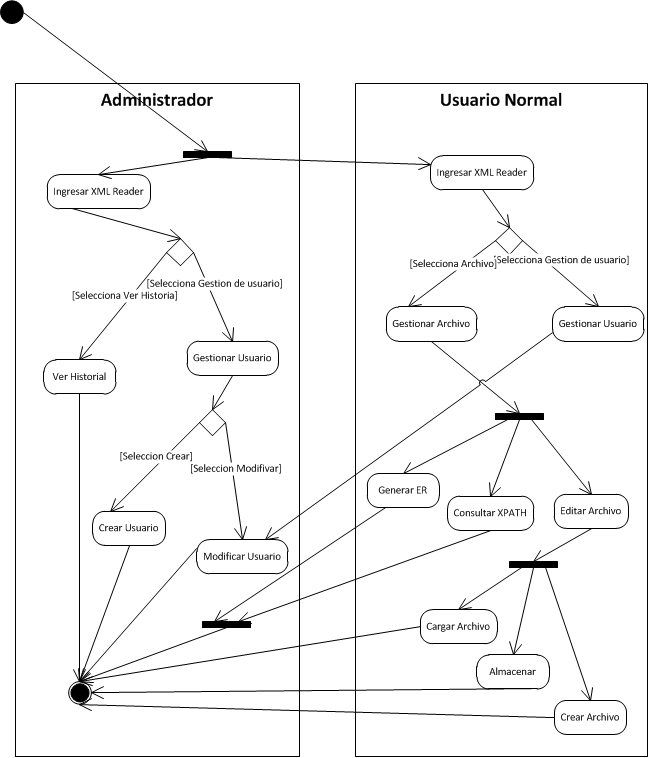 Administrador
Usuario Normal
Ingresar XML Reader
Ingresar XML Reader
[Selecciona Archivo]
[Selecciona Gestion de usuario]
[Selecciona Gestion de usuario]
[Selecciona Ver Historia]
Gestionar Archivo
Gestionar Usuario
Gestionar Usuario
Ver Historial
[Seleccion Crear]
[Seleccion Modifivar]
Generar ER
Consultar XPATH
Editar Archivo
Crear Usuario
Modificar Usuario
Cargar Archivo
Almacenar
Crear Archivo